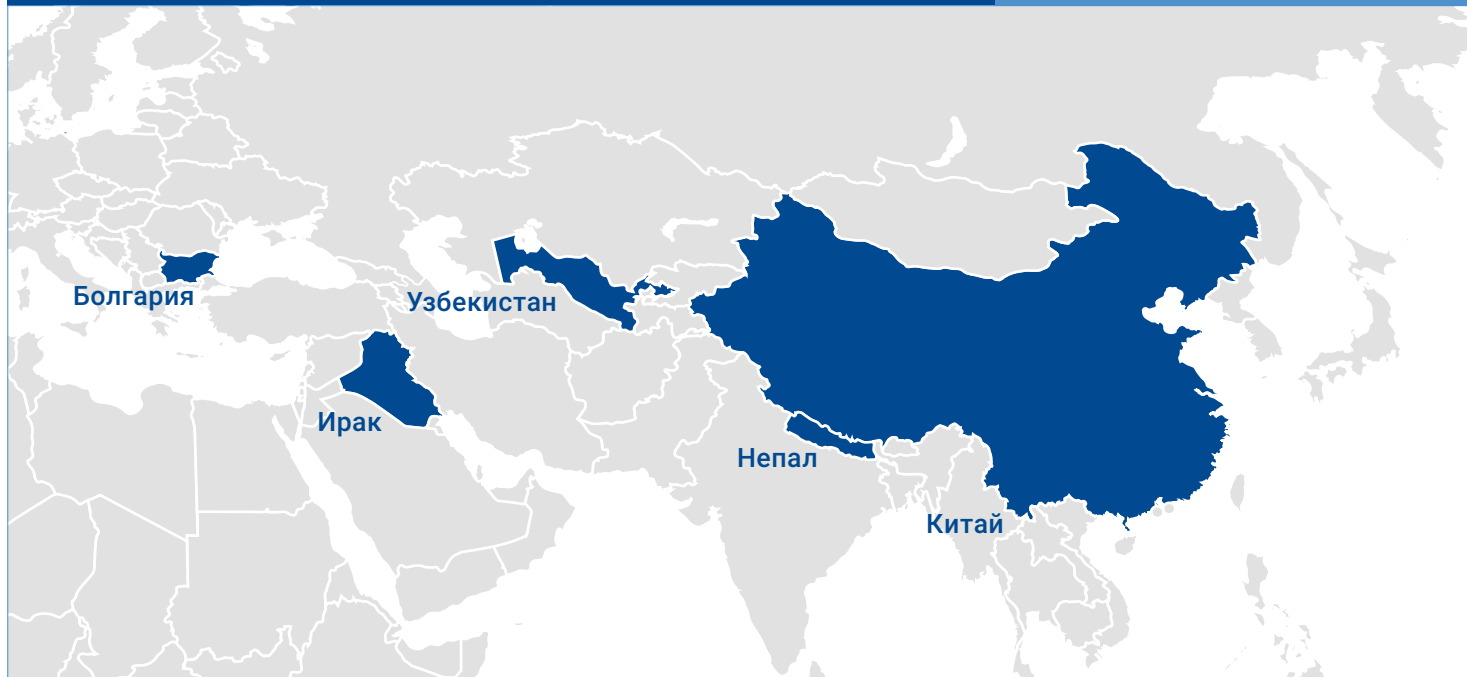 Болгария
Узбекистан
Ирак
Непал
Китай